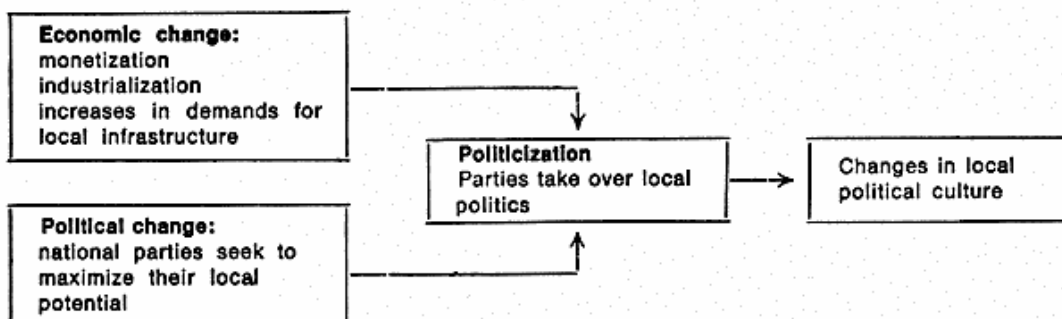 Economic change:
monetization
industrialization
increases in demands for
local infrastructure
Political change:
national parties seek to
maximize their local
potential
Politicization
Parties take over local
politics
Changes in local
political culture